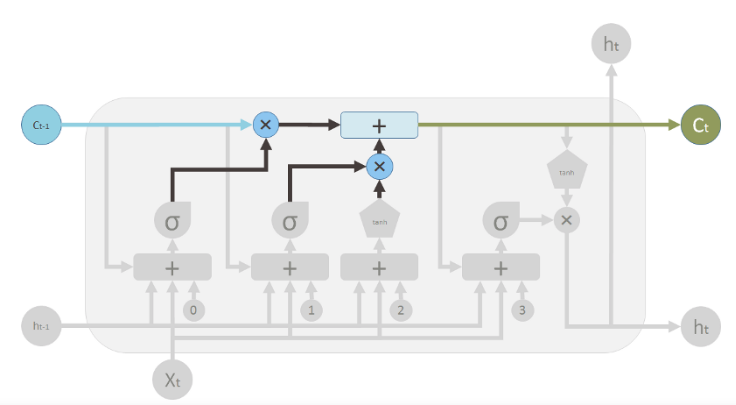 ht
Ct-1
×
+
Ct
×
tanh
σ
σ
tanh
σ
×
+
+
+
+
0
1
2
3
ht-1
ht
Xt